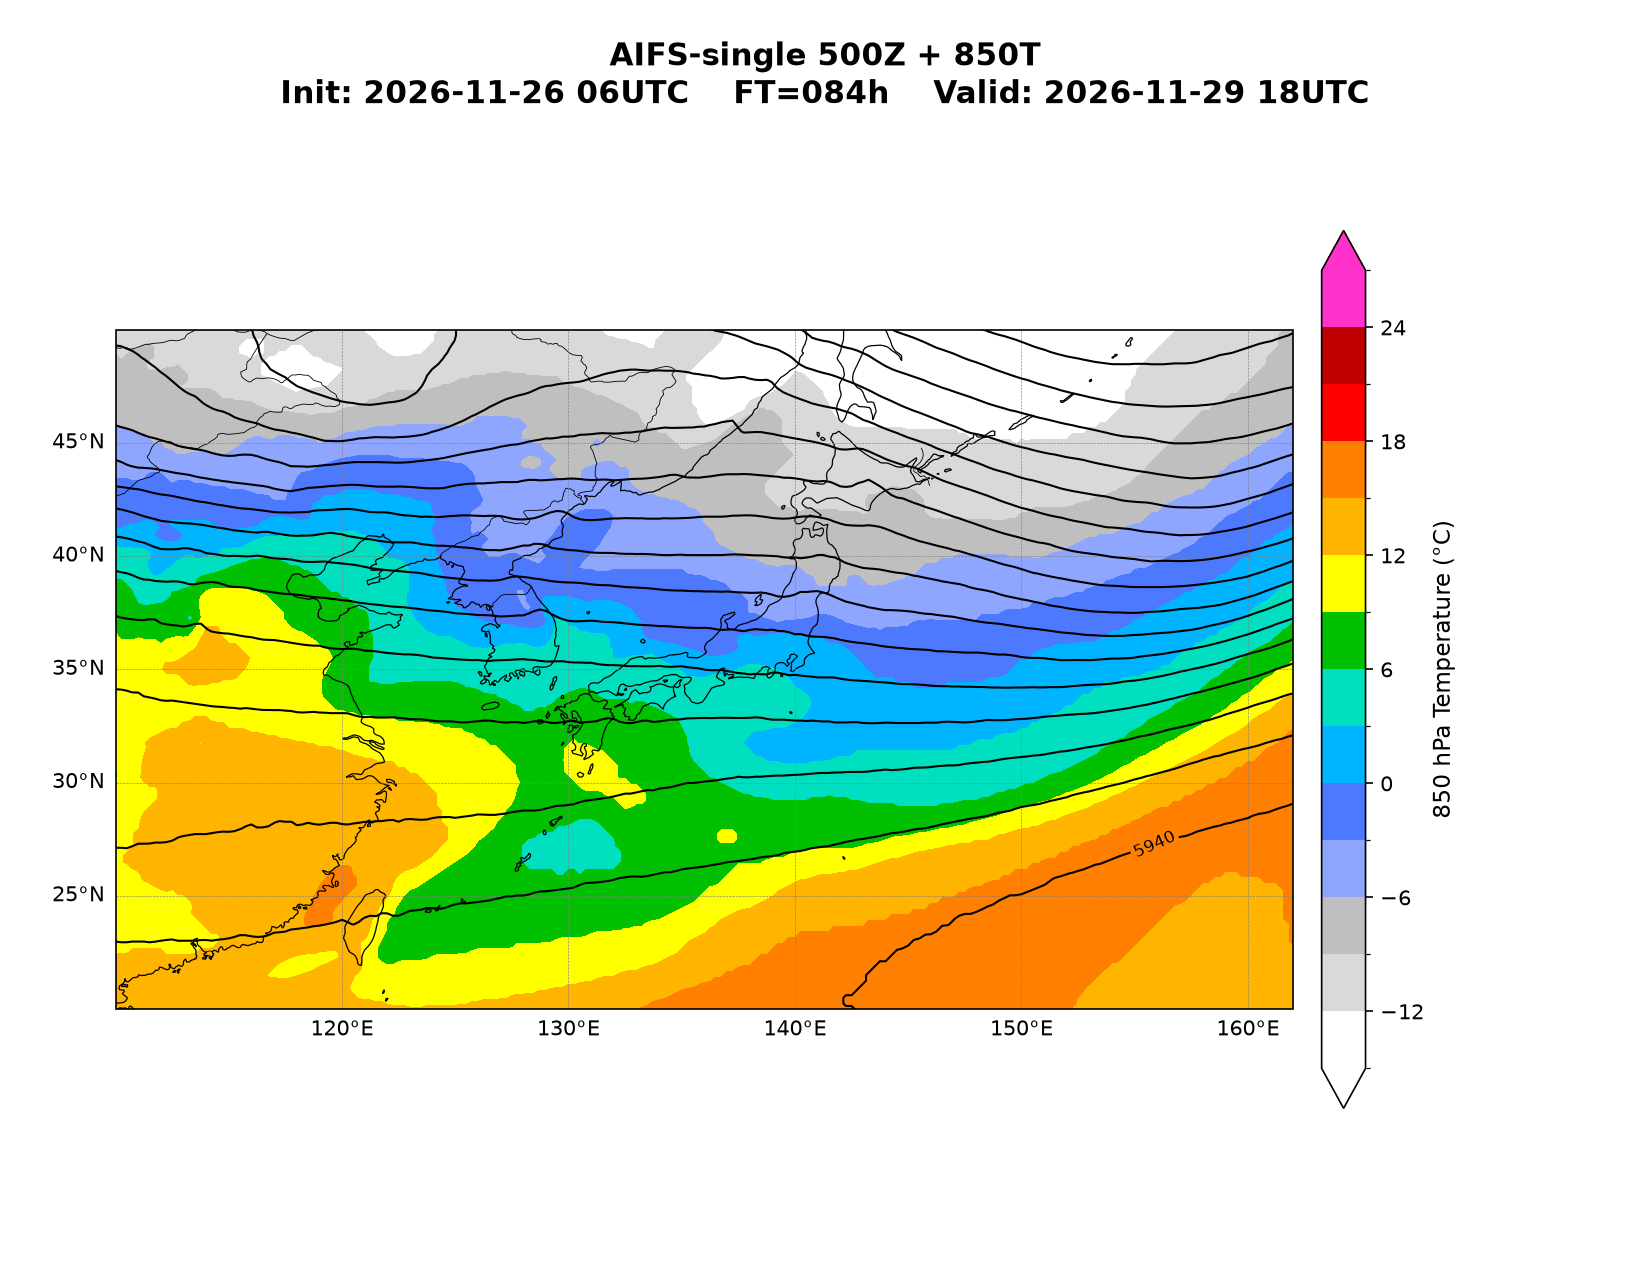 AIFS-single 500Z + 850T
Init: 2026-11-26 06UTC    FT=084h    Valid: 2026-11-29 18UTC
45°N
40°N
35°N
30°N
25°N
120°E
130°E
140°E
150°E
160°E
5940
24
18
12
6
0
−6
−12
850 hPa Temperature (°C)